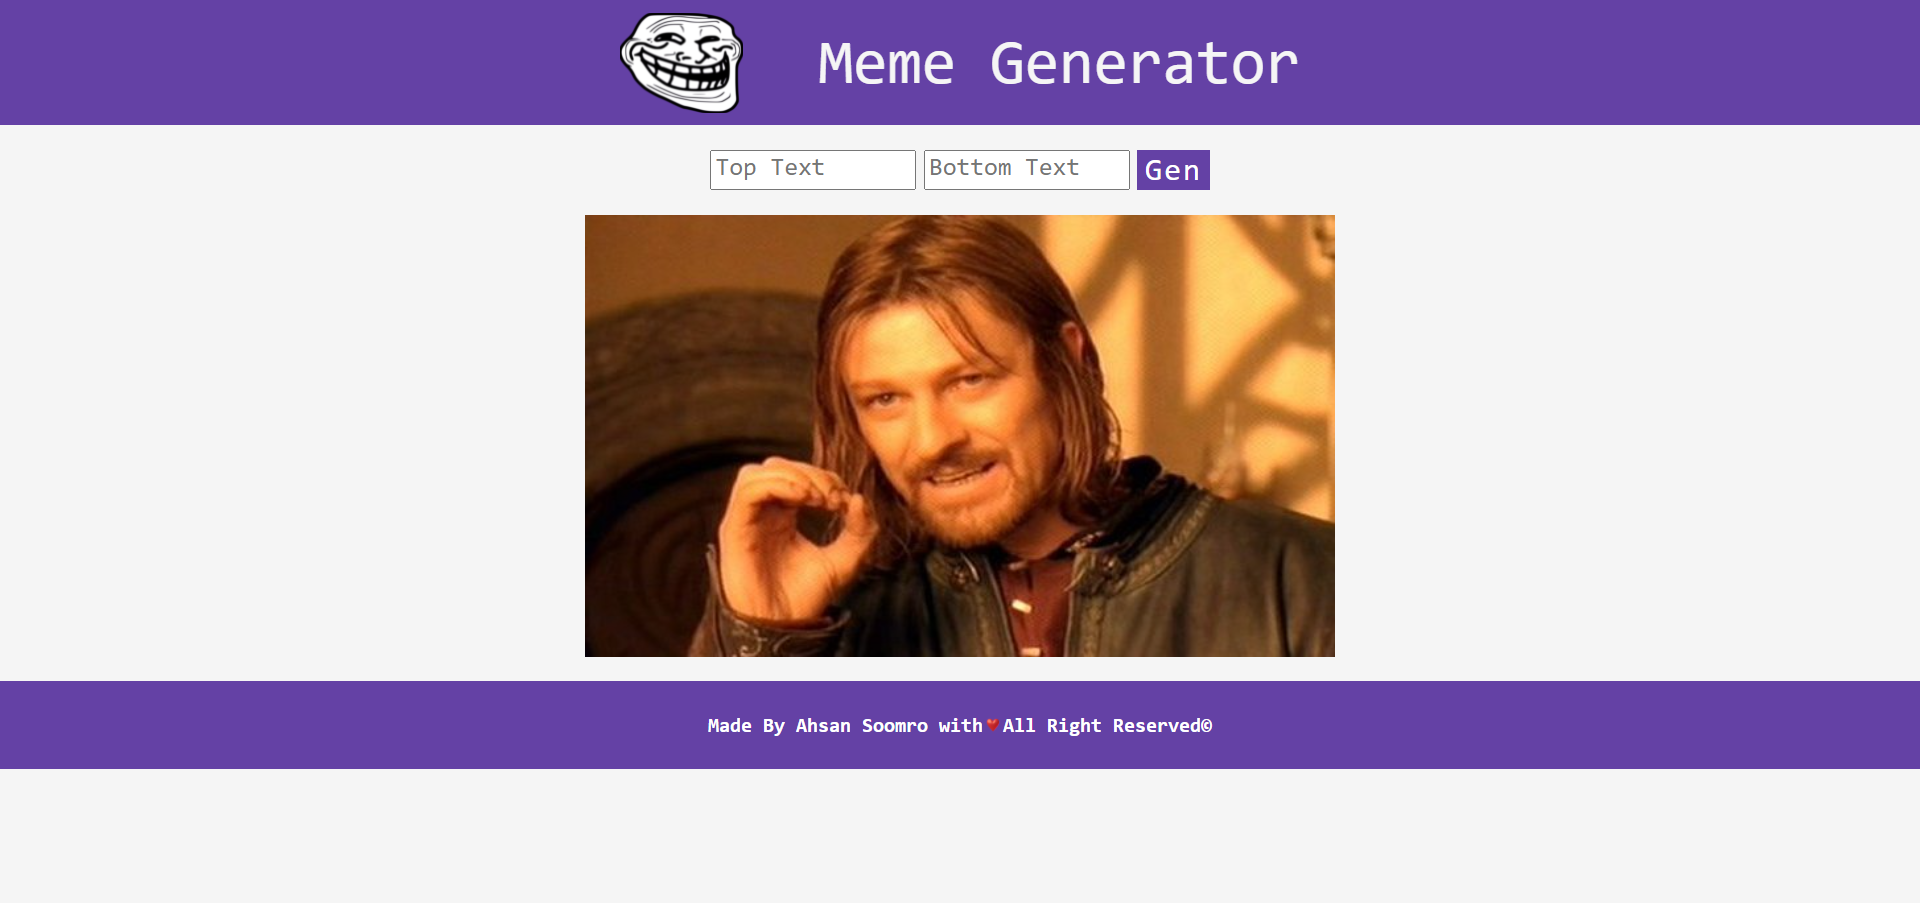 Meme Generator
Top Text
Bottom Text
Gen
Made By Ahsan Soomro with❤️All Right Reserved©